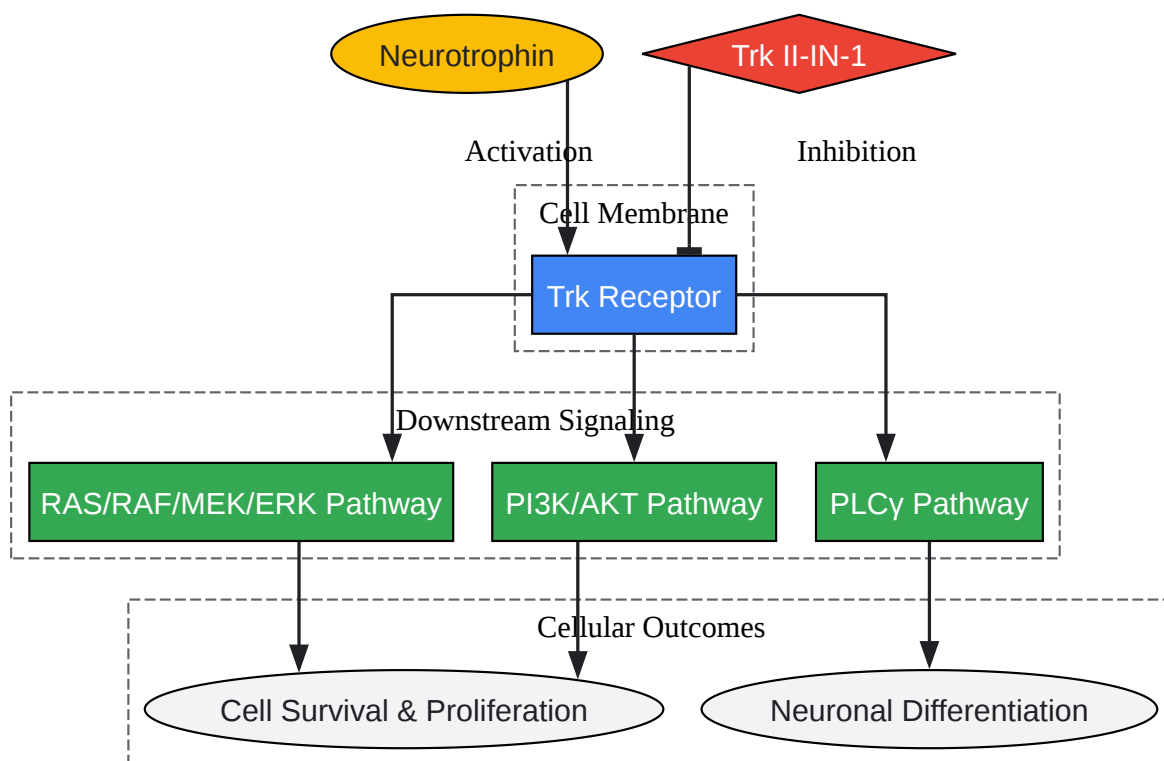 Neurotrophin
Trk II-IN-1
Activation
Inhibition
Cell Membrane
Trk Receptor
Downstream Signaling
RAS/RAF/MEK/ERK Pathway
PI3K/AKT Pathway
PLCγ Pathway
Cellular Outcomes
Cell Survival & Proliferation
Neuronal Differentiation